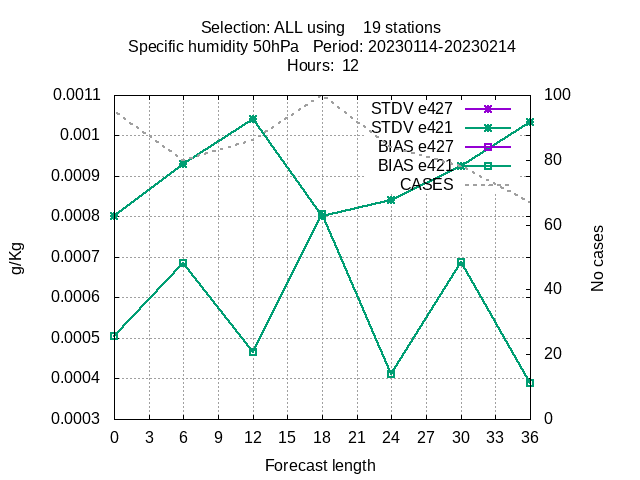 Selection: ALL using    19 stations
Specific humidity 50hPa   Period: 20230114-20230214
Hours:  12
0.0011
0.001
0.0009
0.0008
0.0007
0.0006
0.0005
0.0004
0.0003
g/Kg
STDV e427
STDV e421
BIAS e427
BIAS e421
CASES
100
80
60
40
20
0
No cases
0 3 6 9 12 15 18 21 24 27 30 33 36
Forecast length